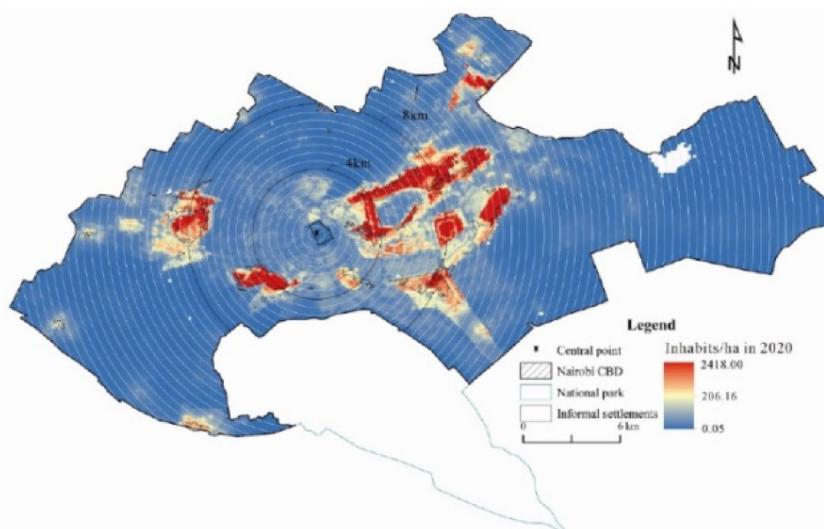 N
8km
4km
Legend
Central point
Nairobi CBD
National park
Informal settlements
0 6 km
Inhabits/ha in 2020
2418.00
206.16
0.05